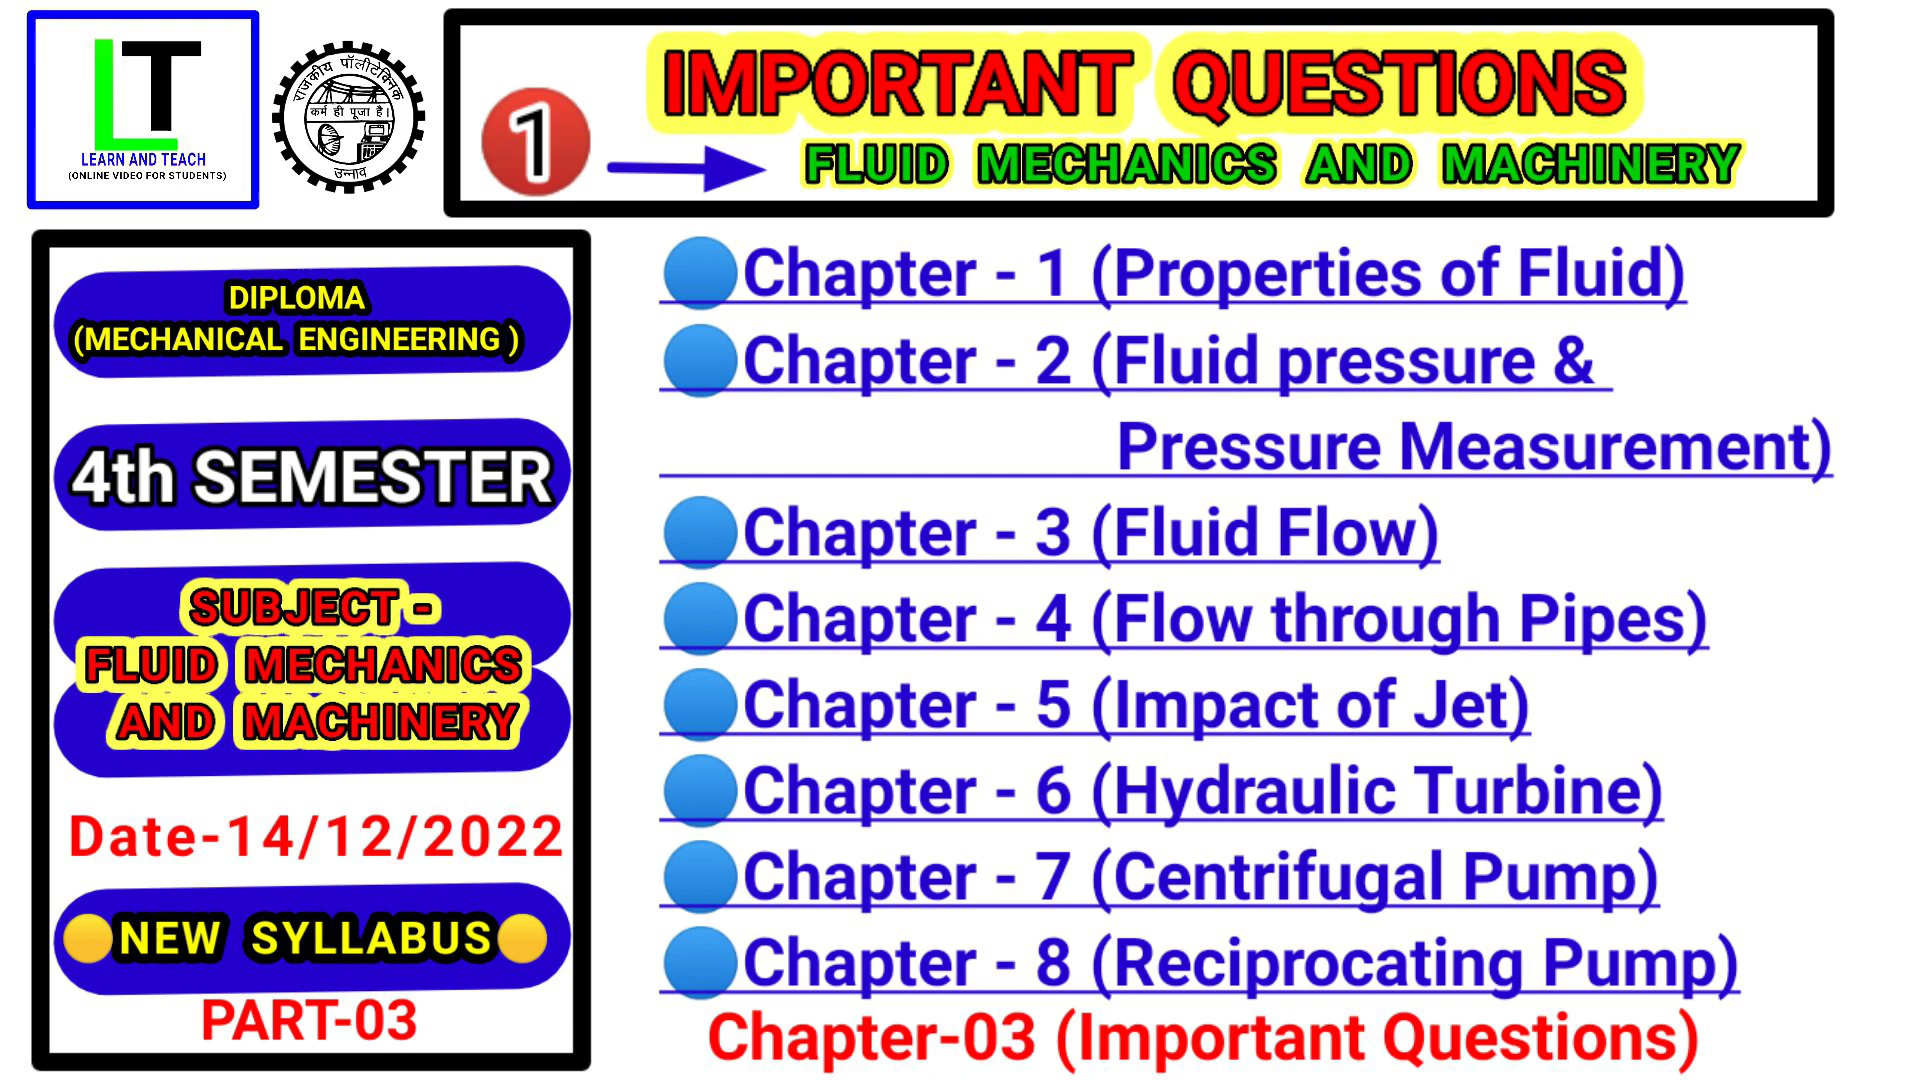 LT
LEARN AND TEACH
(ONLINE VIDEO FOR STUDENTS)
राजकीय पॉलीटेक्निक
कर्म ही पूजा है।
उन्नाव
1
IMPORTANT QUESTIONS
FLUID MECHANICS AND MACHINERY
DIPLOMA
(MECHANICAL ENGINEERING )
4th SEMESTER
SUBJECT -
FLUID MECHANICS
AND MACHINERY
Date-14/12/2022
NEW SYLLABUS
PART-03
Chapter - 1 (Properties of Fluid)
Chapter - 2 (Fluid pressure &
Pressure Measurement)
Chapter - 3 (Fluid Flow)
Chapter - 4 (Flow through Pipes)
Chapter - 5 (Impact of Jet)
Chapter - 6 (Hydraulic Turbine)
Chapter - 7 (Centrifugal Pump)
Chapter - 8 (Reciprocating Pump)
Chapter-03 (Important Questions)